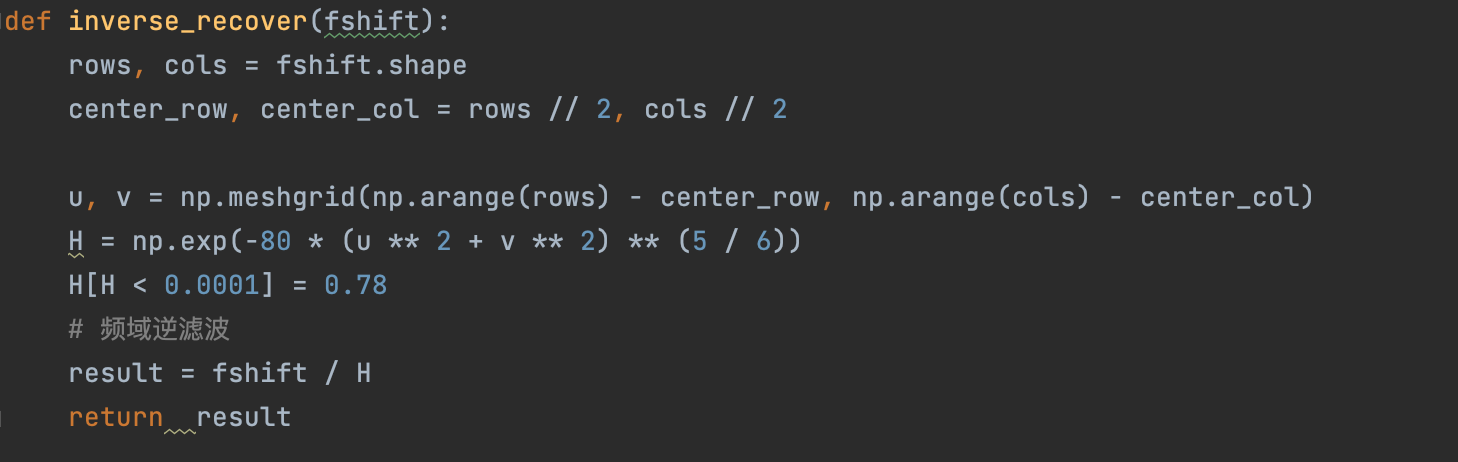 def inverse_recover(fshift):
rows, cols = fshift.shape
center_row, center_col = rows // 2, cols // 2
u, v = np.meshgrid(np.arange(rows) - center_row, np.arange(cols) - center_col)
H = np.exp(-80 * (u ** 2 + v ** 2) ** (5 / 6))
H[H < 0.0001] = 0.78
# 频域逆滤波
result = fshift / H
return  result